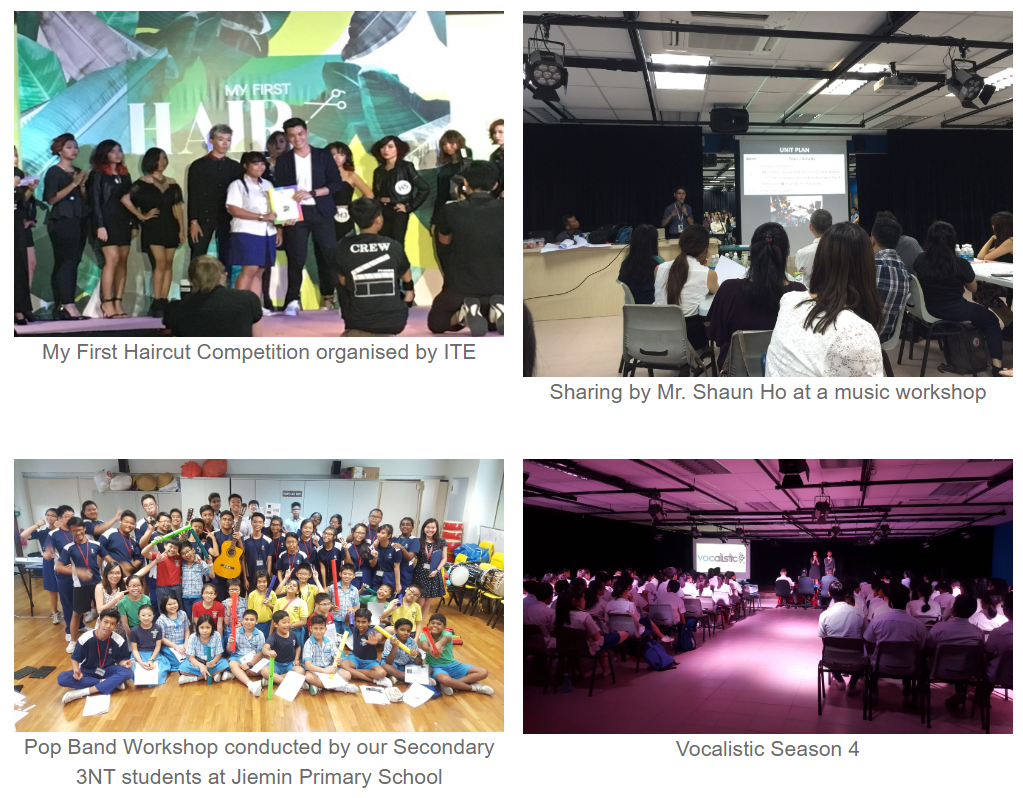 MY FIRST
HAIR
CREW
H5
H3
My First Haircut Competition organised by ITE
UNIT PLAN
Sharing by Mr. Shaun Ho at a music workshop
Pop Band Workshop conducted by our Secondary
3NT students at Jiemin Primary School
vocalistic
Vocalistic Season 4